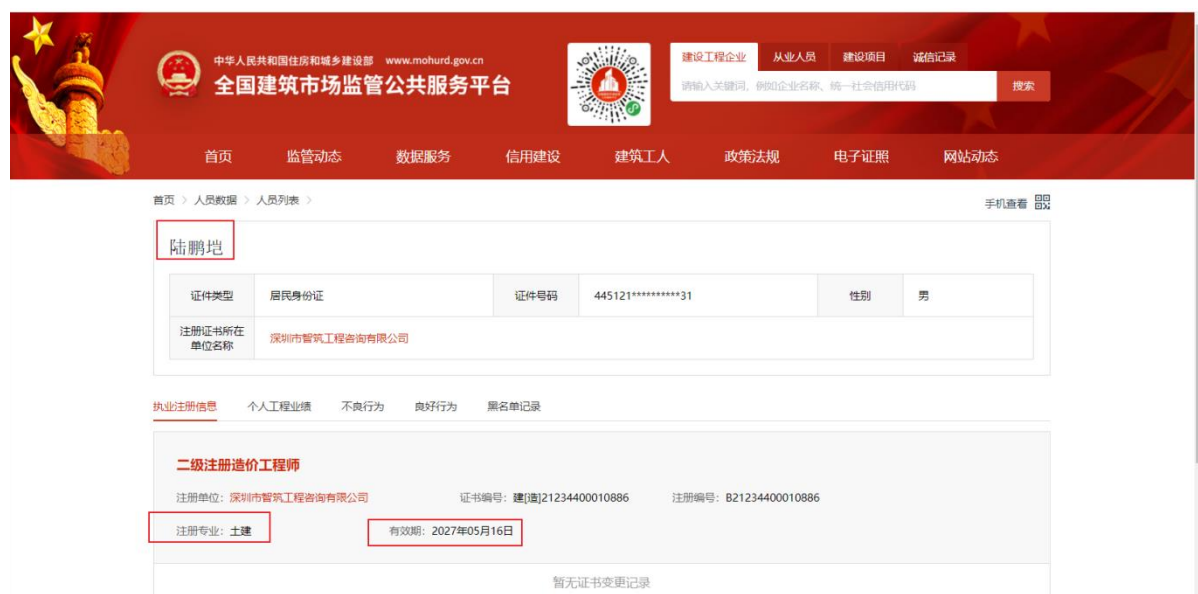 中华人民共和国住房和城乡建设部 www.mohurd.gov.cn
全国建筑市场监管公共服务平台
建设工程企业 从业人员 建设项目 诚信记录
请输入关键词，例如企业名称、统一社会信用代码 搜索
首页 监管动态 数据服务 信用建设 建筑工人 政策法规 电子证照 网站动态
首页 > 人员数据 > 人员列表 > 手机查看
陆鹏垲
证件类型 居民身份证 证件号码 445121**********31 性别 男
注册证书所在
单位名称 深圳市智筑工程咨询有限公司
执业注册信息 个人工程业绩 不良行为 良好行为 黑名单记录
二级注册造价工程师
注册单位：深圳市智筑工程咨询有限公司 证书编号：建[造]21234400010886 注册编号：B21234400010886
注册专业：土建 有效期：2027年05月16日
暂无证书变更记录